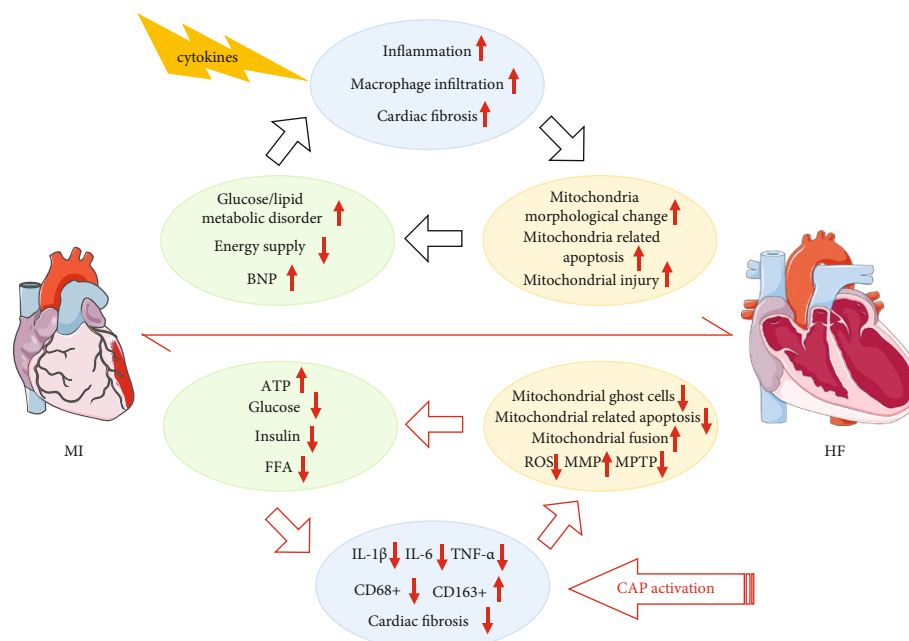 cytokines
Inflammation
Macrophage infiltration
Cardiac fibrosis
Glucose/lipid
metabolic disorder
Energy supply
BNP
Mitochondria
morphological change
Mitochondria related
apoptosis
Mitochondrial injury
MI
HF
ATP
Glucose
Insulin
FFA
Mitochondrial ghost cells
Mitochondrial related apoptosis
Mitochondrial fusion
ROS MMP MPTP
IL-1β IL-6 TNF-α
CD68+ CD163+
Cardiac fibrosis
CAP activation